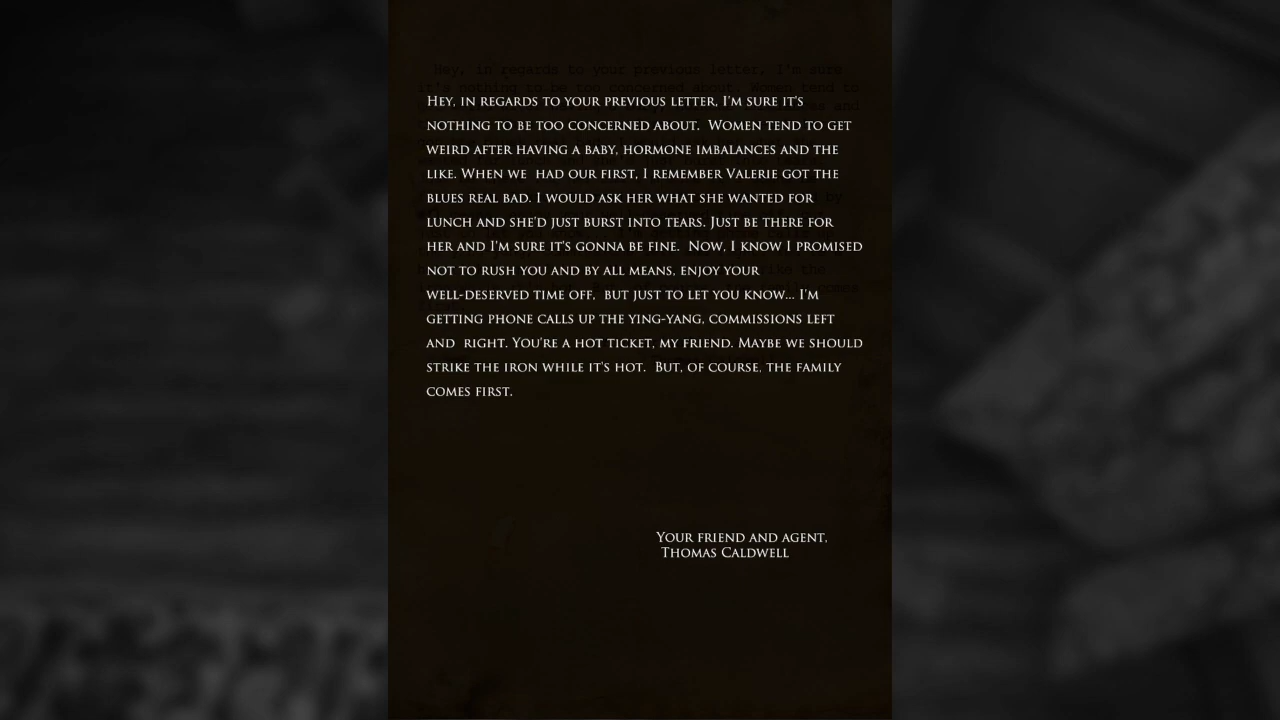 Hey, in regards to your previous letter, I'm sure it's
nothing to be too concerned about.  Women tend to get
weird after having a baby, hormone imbalances and the
like. When we  had our first, I remember Valerie got the
blues real bad. I would ask her what she wanted for
lunch and she'd just burst into tears. Just be there for
her and I'm sure it's gonna be fine.  Now, I know I promised
not to rush you and by all means, enjoy your
well-deserved time off,  but just to let you know... I'm
getting phone calls up the ying-yang, commissions left
and  right. You're a hot ticket, my friend. Maybe we should
strike the iron while it's hot.  But, of course, the family
comes first.
Your friend and agent,
Thomas Caldwell